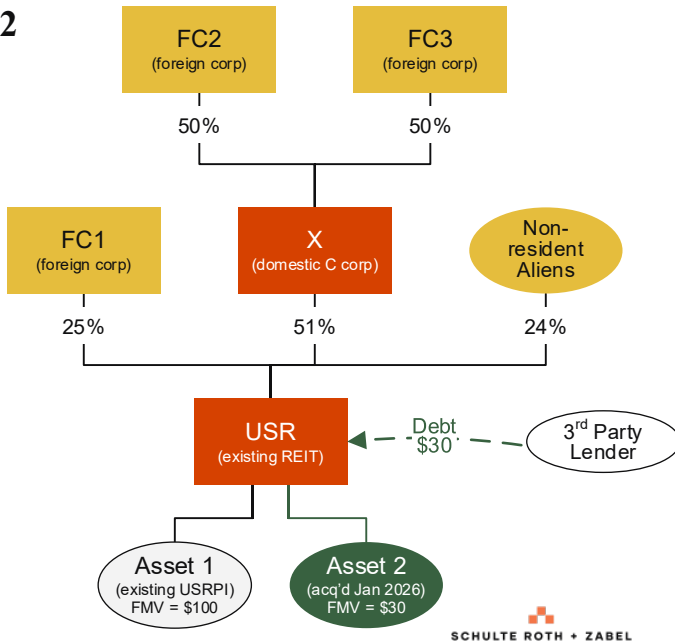 2
FC2
(foreign corp)
FC3
(foreign corp)
50%
50%
FC1
(foreign corp)
X
(domestic C corp)
Non-
resident
Aliens
25%
51%
24%
USR
(existing REIT)
Debt
$30
3rd Party
Lender
Asset 1
(existing USRPI)
FMV = $100
Asset 2
(acq'd Jan 2026)
FMV = $30
SCHULTE ROTH + ZABEL